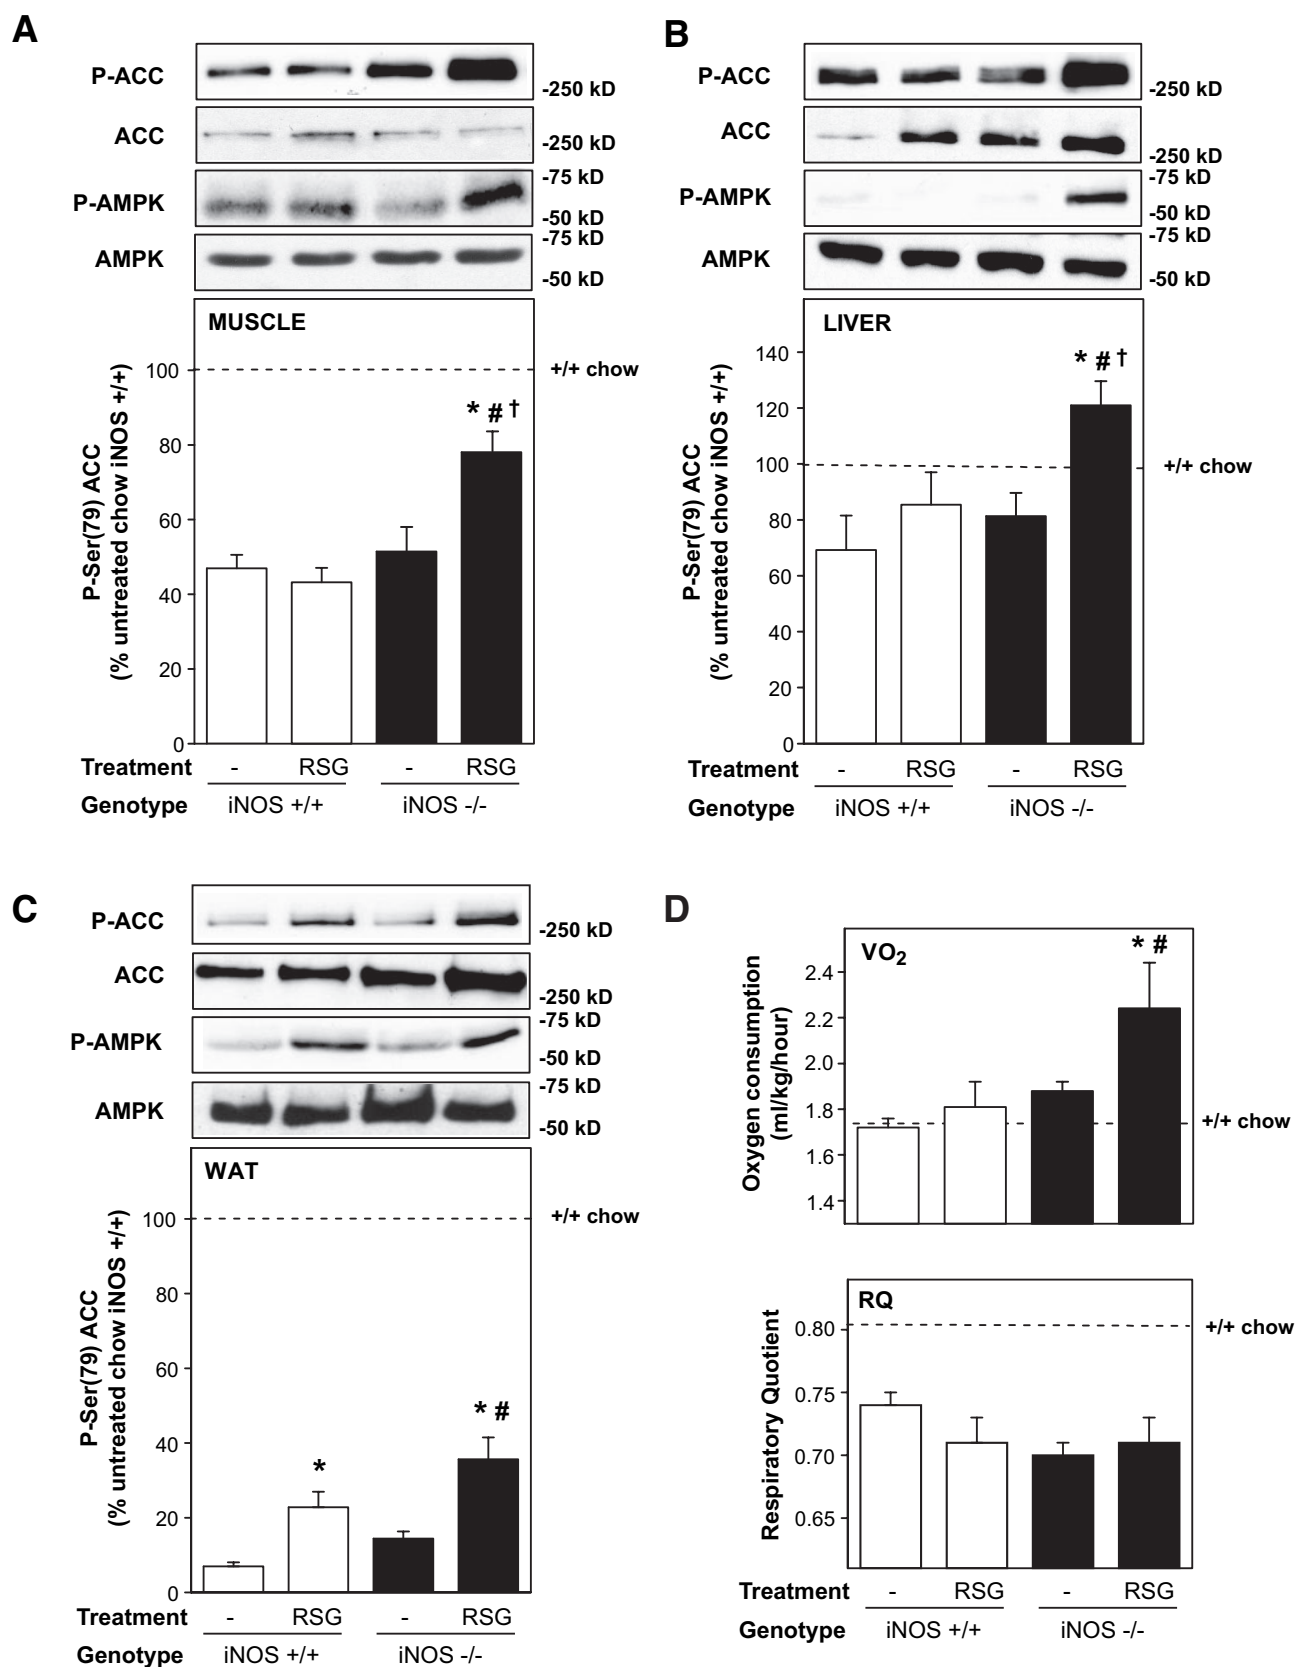 A
P-ACC
-250 kD
ACC
-250 kD
P-AMPK
-75 kD
-50 kD
AMPK
-75 kD
-50 kD
MUSCLE
P-Ser(79) ACC
(% untreated chow iNOS +/+)
100
80
60
40
20
0
+/+ chow
* # †
Treatment - RSG - RSG
Genotype iNOS +/+ iNOS -/-
B
P-ACC
-250 kD
ACC
-250 kD
P-AMPK
-75 kD
-50 kD
AMPK
-75 kD
-50 kD
LIVER
P-Ser(79) ACC
(% untreated chow iNOS +/+)
140
120
100
80
60
40
20
0
+/+ chow
* # †
Treatment - RSG - RSG
Genotype iNOS +/+ iNOS -/-
C
P-ACC
-250 kD
ACC
-250 kD
P-AMPK
-75 kD
-50 kD
AMPK
-75 kD
-50 kD
WAT
P-Ser(79) ACC
(% untreated chow iNOS +/+)
100
80
60
40
20
0
+/+ chow
*
* #
Treatment - RSG - RSG
Genotype iNOS +/+ iNOS -/-
D
VO2
Oxygen consumption
(ml/kg/hour)
2.4
2.2
2.0
1.8
1.6
1.4
* #
+/+ chow
RQ
Respiratory Quotient
0.80
0.75
0.70
0.65
+/+ chow
Treatment - RSG - RSG
Genotype iNOS +/+ iNOS -/-